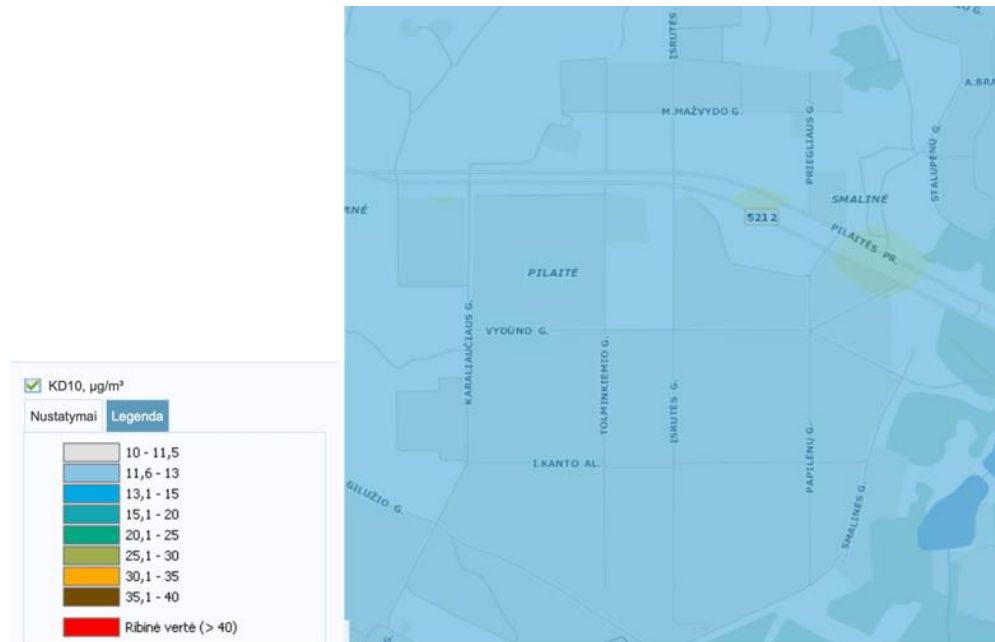 KD10, µg/m³
Nustatymai
Legenda
10 - 11,5
11,6 - 13
13,1 - 15
15,1 - 20
20,1 - 25
25,1 - 30
30,1 - 35
35,1 - 40
Ribinė vertė (> 40)
ISRUTĖS
O G.
A.BRA
M.MAŽVYDO G.
PRIEGLIAUS G.
STALUPĖNŲ G.
RNĖ
SMALINĖ
5212
PILAITĖS PR.
PILAITĖ
KARALIAUČIAUS G.
VYDŪNO G.
TOLMINKIEMIO G.
ĮSRUTĖS G.
I.KANTO AL.
PAPILĖNŲ G.
GILUŽIO G.
SMALINĖS G.